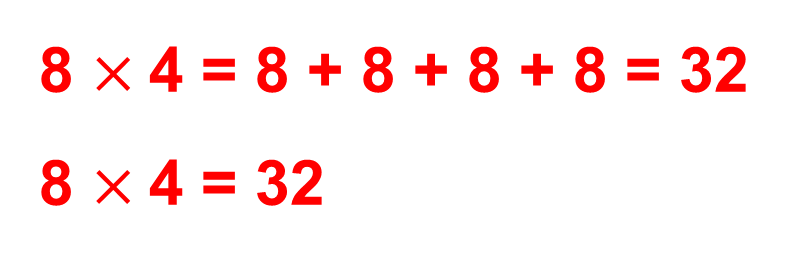 8 × 4 = 8 + 8 + 8 + 8 = 32
8 × 4 = 32